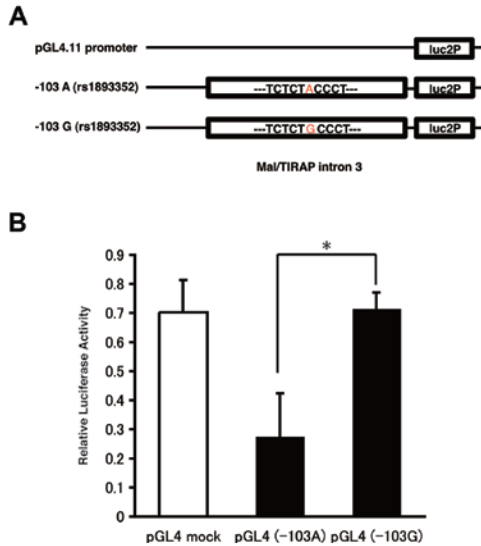 A
pGL4.11 promoter luc2P
-103 A (rs1893352) ---TCTCTACCCT--- luc2P
-103 G (rs1893352) ---TCTCTGCCCT--- luc2P
Mal/TIRAP intron 3
B
Relative Luciferase Activity
0.9
0.8
0.7
0.6
0.5
0.4
0.3
0.2
0.1
0
*
pGL4 mock pGL4 (-103A) pGL4 (-103G)